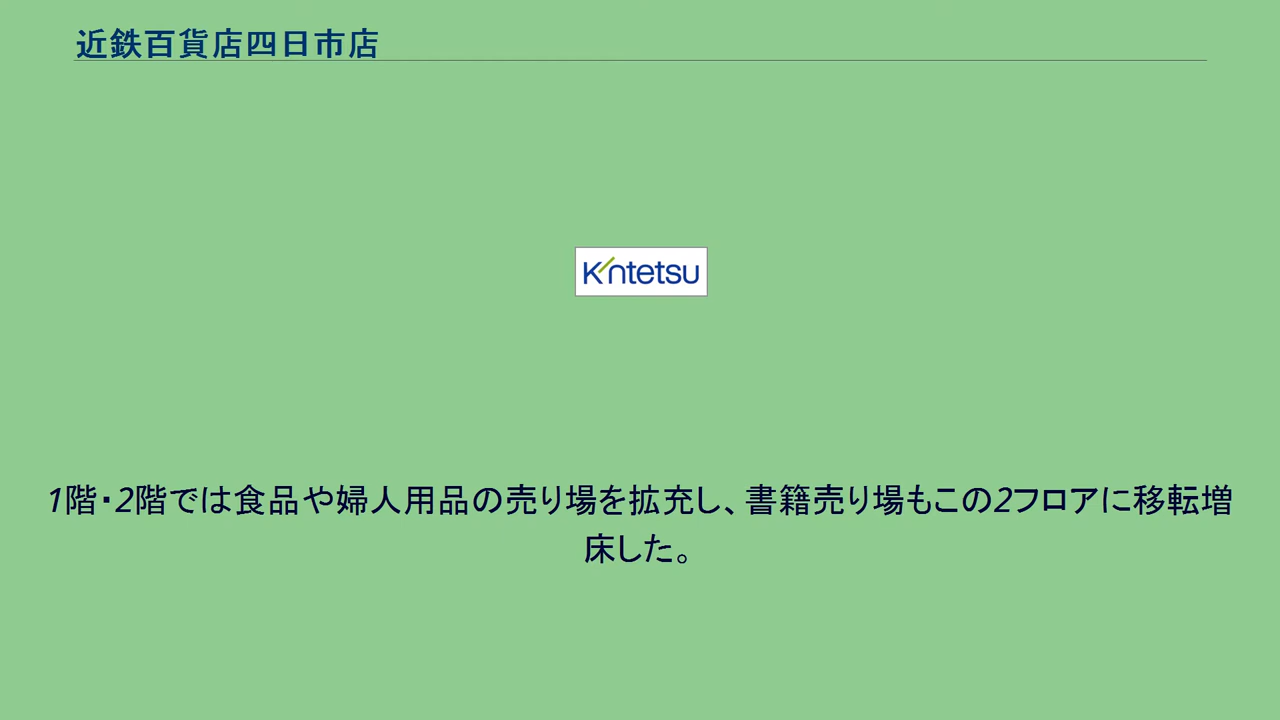 近鉄百貨店四日市店
Kintetsu
1階・2階では食品や婦人用品の売り場を拡充し、書籍売り場もこの2フロアに移転増
床した。